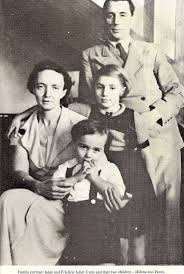 Family portrait: Irène and Frédéric Joliot-Curie and their two children—Hélène and Pierre.